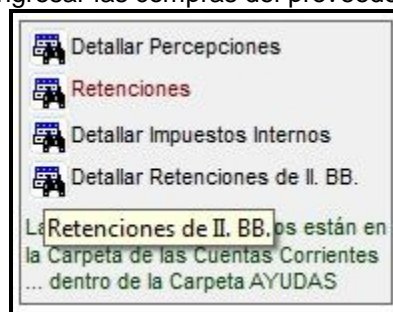 ingresar las compras del proveedo
Detallar Percepciones
Retenciones
Detallar Impuestos Internos
Detallar Retenciones de II. BB.
Retenciones de II. BB.
os están en
la Carpeta de las Cuentas Corrientes
... dentro de la Carpeta AYUDAS